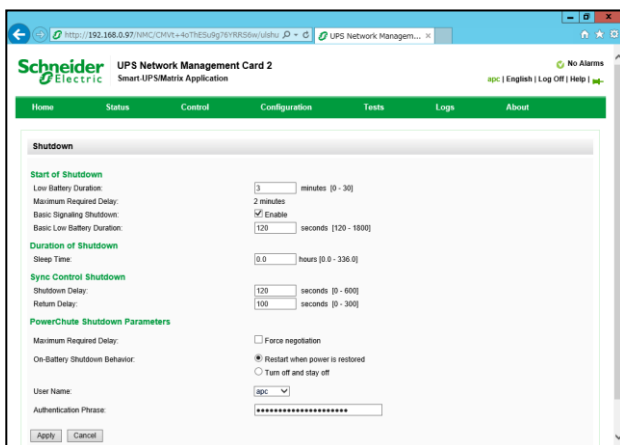 http://192.168.0.97/NMC/CMVt+4oThE5u9g76YRRS6w/ulshu
UPS Network Managem...
Schneider Electric
UPS Network Management Card 2
Smart-UPS/Matrix Application
No Alarms
apc | English | Log Off | Help |
Home Status Control Configuration Tests Logs About
Shutdown
Start of Shutdown
Low Battery Duration: 3 minutes [0 - 30]
Maximum Required Delay: 2 minutes
Basic Signaling Shutdown: Enable
Basic Low Battery Duration: 120 seconds [120 - 1800]
Duration of Shutdown
Sleep Time: 0.0 hours [0.0 - 336.0]
Sync Control Shutdown
Shutdown Delay: 120 seconds [0 - 600]
Return Delay: 100 seconds [0 - 300]
PowerChute Shutdown Parameters
Maximum Required Delay: Force negotiation
On-Battery Shutdown Behavior: Restart when power is restored
Turn off and stay off
User Name: apc
Authentication Phrase:
Apply Cancel